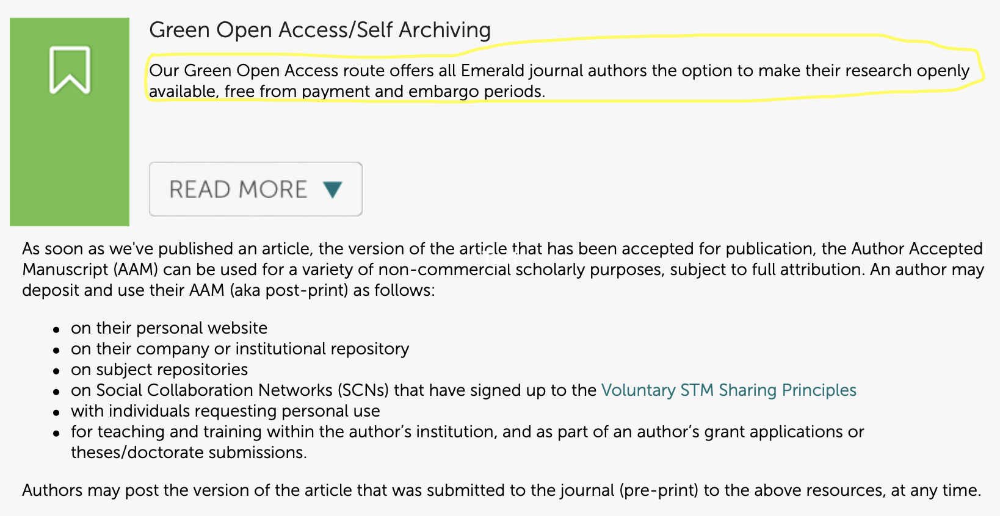 Green Open Access/Self Archiving
Our Green Open Access route offers all Emerald journal authors the option to make their research openly
available, free from payment and embargo periods.
READ MORE ▼
As soon as we've published an article, the version of the article that has been accepted for publication, the Author Accepted
Text
Manuscript (AAM) can be used for a variety of non-commercial scholarly purposes, subject to full attribution. An author may
deposit and use their AAM (aka post-print) as follows:
• on their personal website
• on their company or institutional repository
• on subject repositories
• on Social Collaboration Networks (SCNs) that have signed up to the Voluntary STM Sharing Principles
• with individuals requesting personal use
• for teaching and training within the author’s institution, and as part of an author’s grant applications or
theses/doctorate submissions.
Authors may post the version of the article that was submitted to the journal (pre-print) to the above resources, at any time.